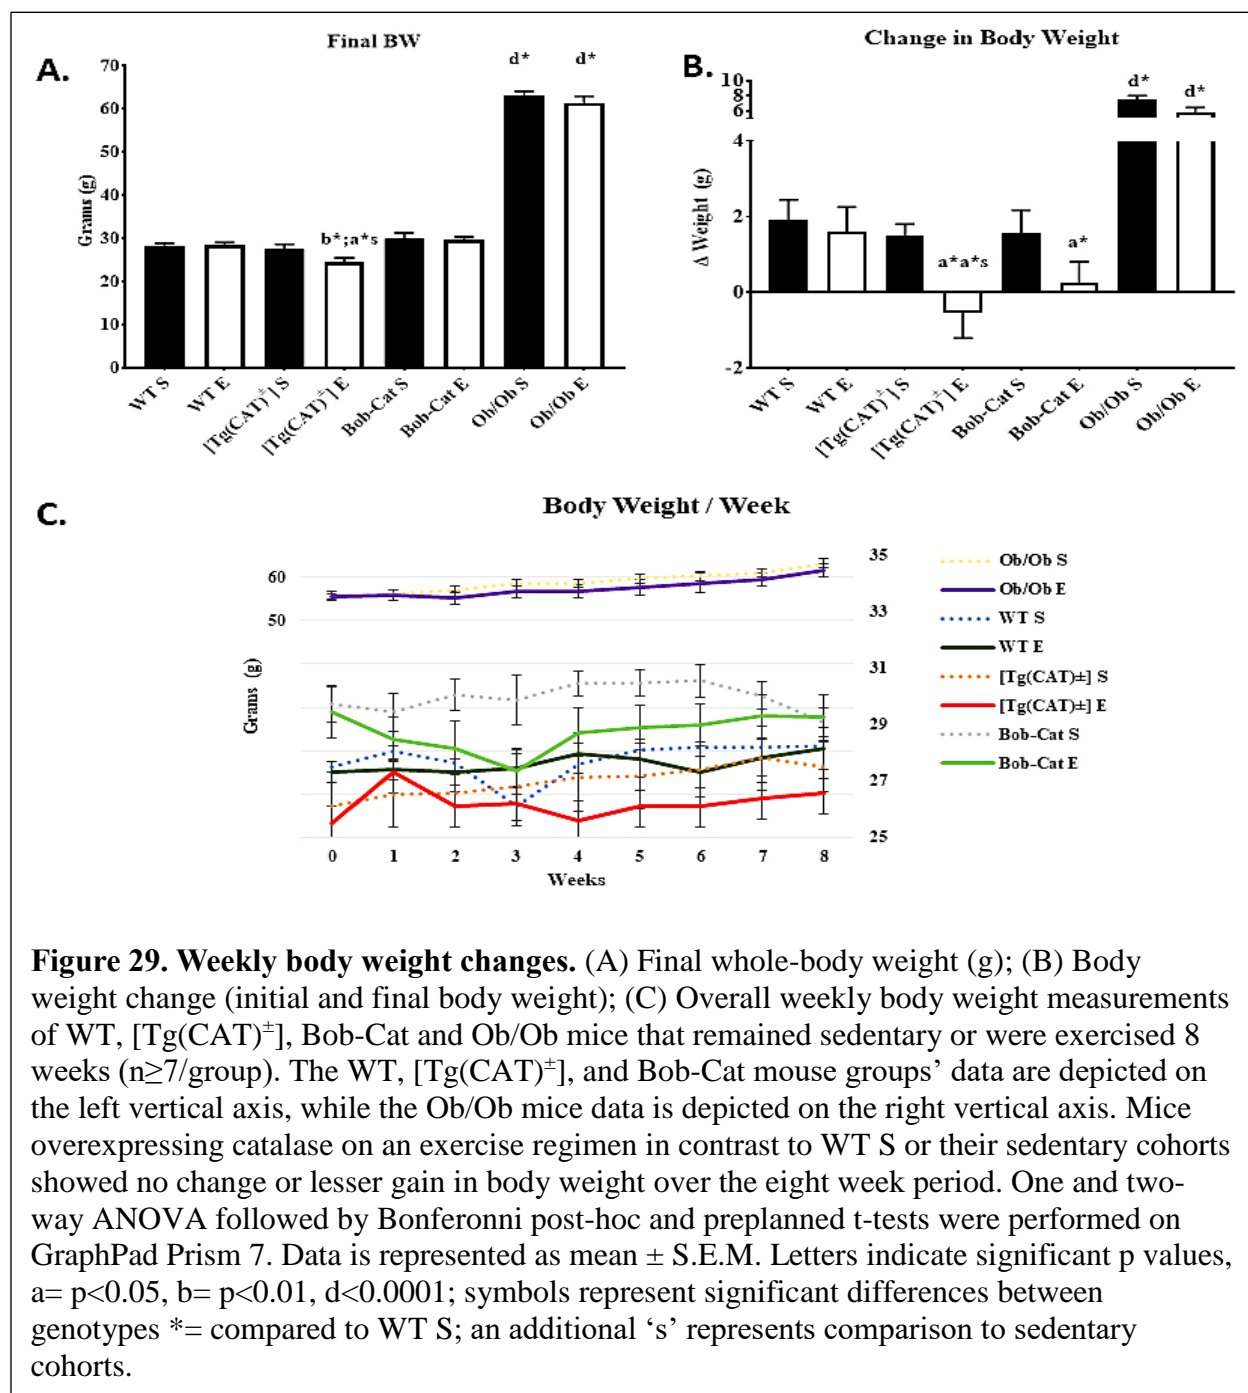 Final BW
A.
70
60
50
40
30
20
10
0
Grams (g)
d*
d*
b*;a*s
WT S
WT E
[Tg(CAT)±] S
[Tg(CAT)±] E
Bob-Cat S
Bob-Cat E
Ob/Ob S
Ob/Ob E
Change in Body Weight
B.
10
8
6
4
2
0
-2
Δ Weight (g)
d*
d*
a*a*s
a*
WT S
WT E
[Tg(CAT)±] S
[Tg(CAT)±] E
Bob-Cat S
Bob-Cat E
Ob/Ob S
Ob/Ob E
C.
Body Weight / Week
60
50
Grams (g)
35
33
31
29
27
25
0 1 2 3 4 5 6 7 8
Weeks
Ob/Ob S
Ob/Ob E
WT S
WT E
[Tg(CAT)±] S
[Tg(CAT)±] E
Bob-Cat S
Bob-Cat E
Figure 29. Weekly body weight changes. (A) Final whole-body weight (g); (B) Body
weight change (initial and final body weight); (C) Overall weekly body weight measurements
of WT, [Tg(CAT)±], Bob-Cat and Ob/Ob mice that remained sedentary or were exercised 8
weeks (n≥7/group). The WT, [Tg(CAT)±], and Bob-Cat mouse groups’ data are depicted on
the left vertical axis, while the Ob/Ob mice data is depicted on the right vertical axis. Mice
overexpressing catalase on an exercise regimen in contrast to WT S or their sedentary cohorts
showed no change or lesser gain in body weight over the eight week period. One and two-
way ANOVA followed by Bonferonni post-hoc and preplanned t-tests were performed on
GraphPad Prism 7. Data is represented as mean ± S.E.M. Letters indicate significant p values,
a= p<0.05, b= p<0.01, d<0.0001; symbols represent significant differences between
genotypes *= compared to WT S; an additional ‘s’ represents comparison to sedentary
cohorts.